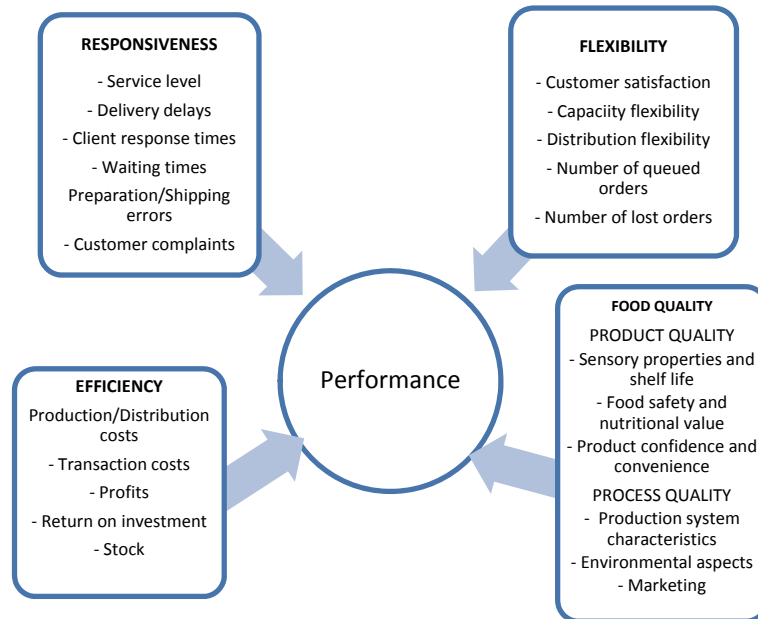 RESPONSIVENESS
- Service level
- Delivery delays
- Client response times
- Waiting times
Preparation/Shipping
errors
- Customer complaints
FLEXIBILITY
- Customer satisfaction
- Capaciity flexibility
- Distribution flexibility
- Number of queued
orders
- Number of lost orders
Performance
EFFICIENCY
Production/Distribution
costs
- Transaction costs
- Profits
- Return on investment
- Stock
FOOD QUALITY
PRODUCT QUALITY
- Sensory properties and
shelf life
- Food safety and
nutritional value
- Product confidence and
convenience
PROCESS QUALITY
- Production system
characteristics
- Environmental aspects
- Marketing